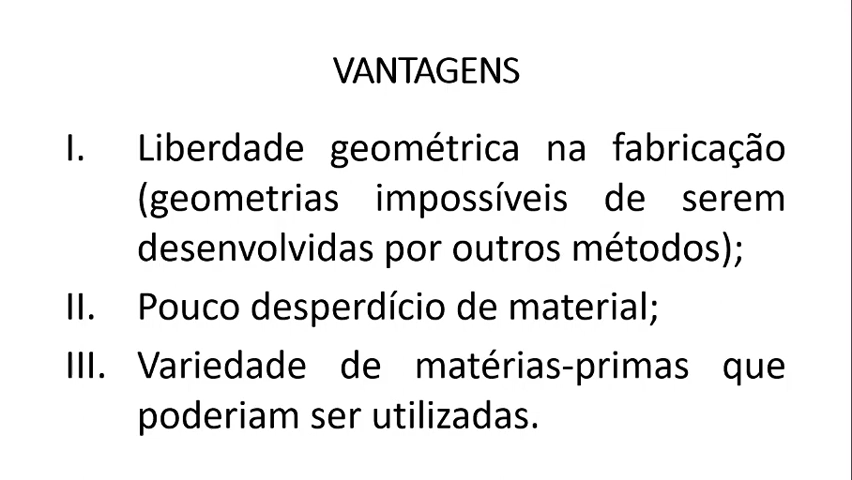 VANTAGENS
I. Liberdade geométrica na fabricação
(geometrias impossíveis de serem
desenvolvidas por outros métodos);
II. Pouco desperdício de material;
III. Variedade de matérias-primas que
poderiam ser utilizadas.